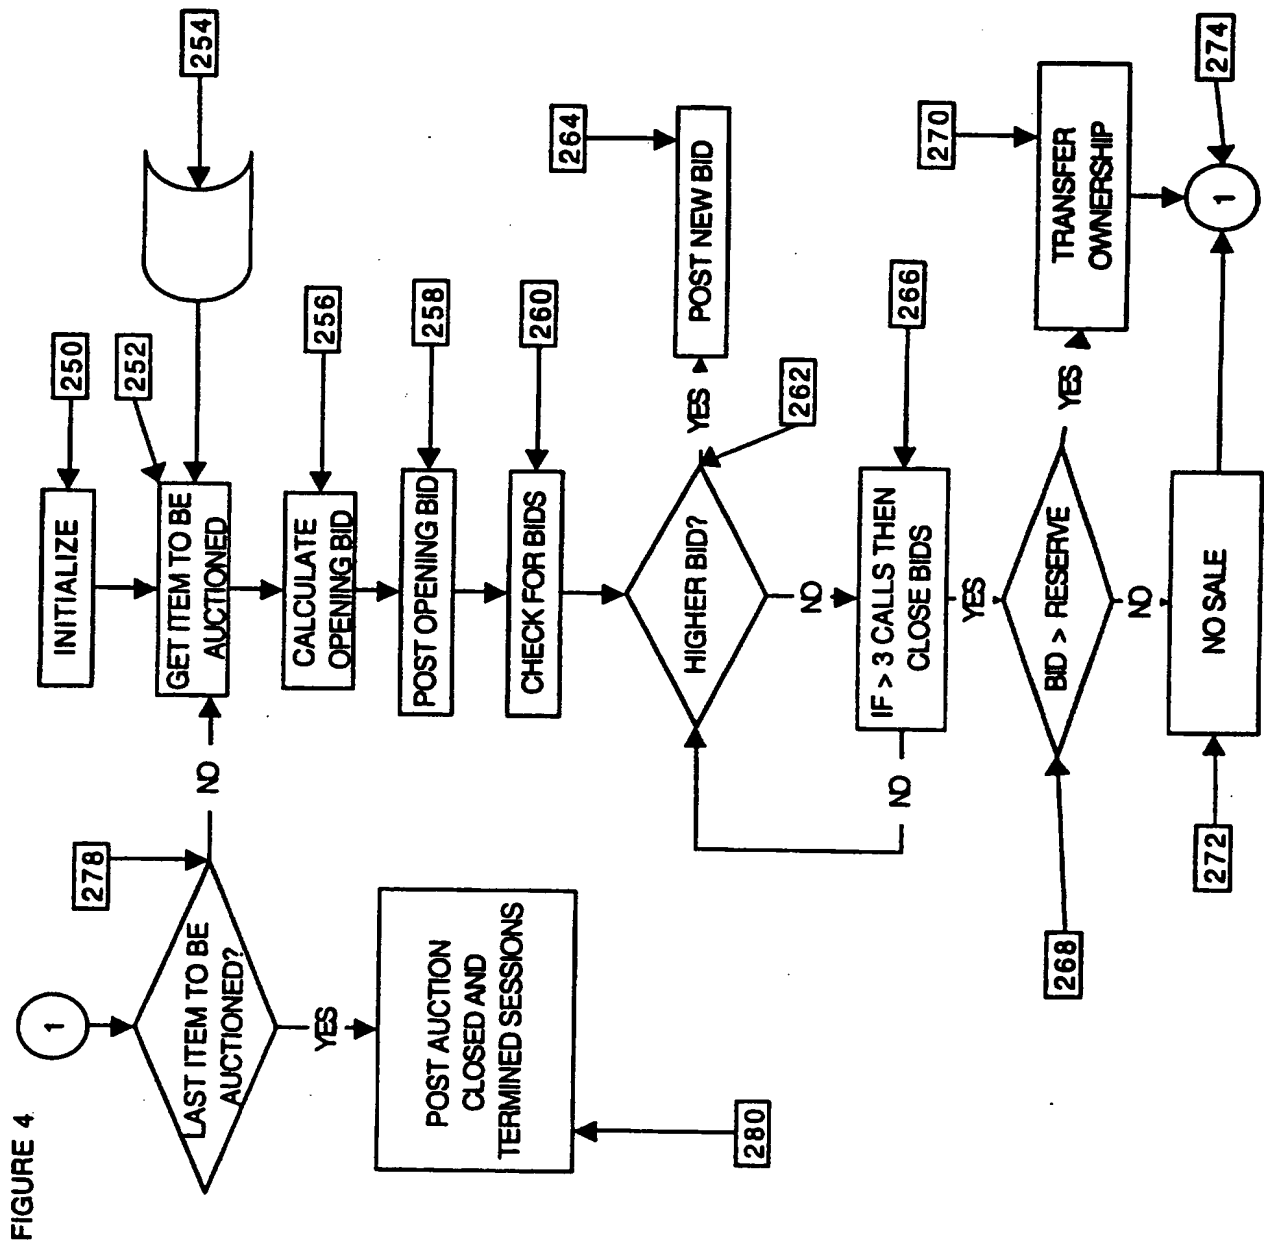 FIGURE 4
1
278
LAST ITEM TO BE
AUCTIONED?
NO
YES
POST AUCTION
CLOSED AND
TERMINED SESSIONS
280
250
INITIALIZE
252
254
GET ITEM TO BE
AUCTIONED
256
CALCULATE
OPENING BID
258
POST OPENING BID
260
CHECK FOR BIDS
262
HIGHER BID?
YES
264
POST NEW BID
NO
266
IF > 3 CALLS THEN
CLOSE BIDS
NO
YES
268
BID > RESERVE
YES
270
TRANSFER
OWNERSHIP
NO
272
NO SALE
274
1